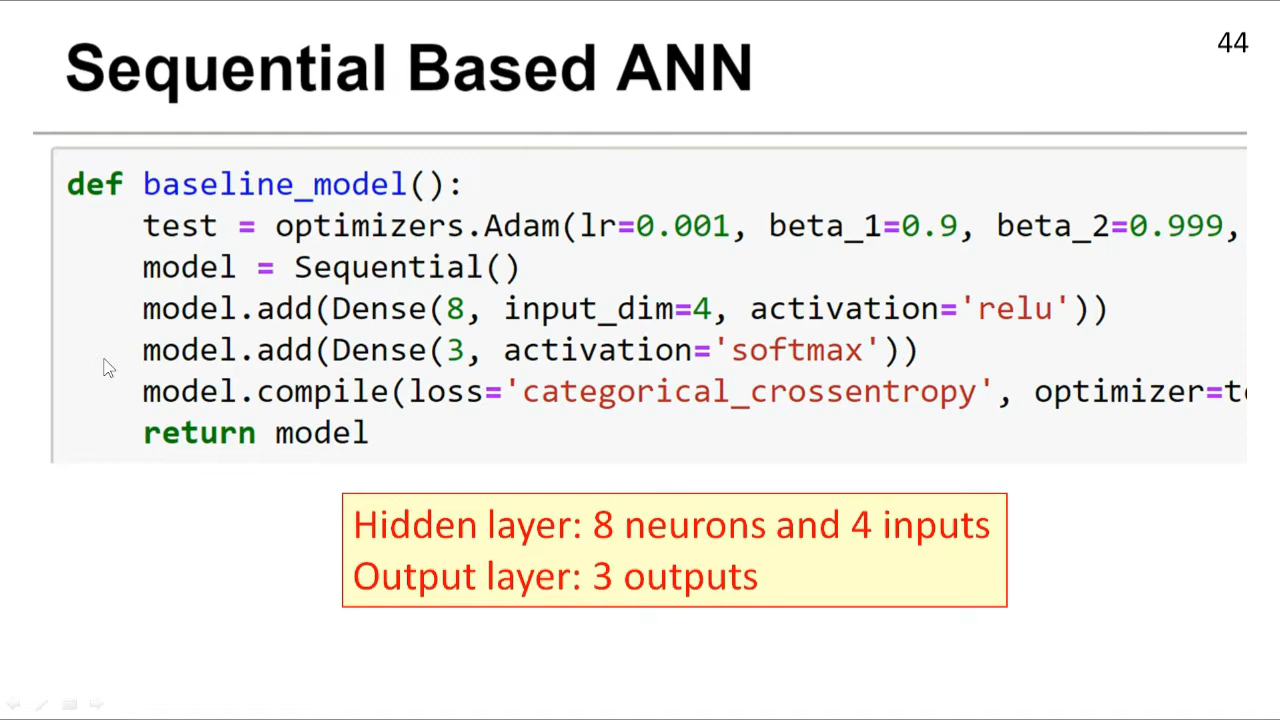 44
Sequential Based ANN
def baseline_model():
    test = optimizers.Adam(lr=0.001, beta_1=0.9, beta_2=0.999,
    model = Sequential()
    model.add(Dense(8, input_dim=4, activation='relu'))
    model.add(Dense(3, activation='softmax'))
    model.compile(loss='categorical_crossentropy', optimizer=te
    return model
Hidden layer: 8 neurons and 4 inputs
Output layer: 3 outputs